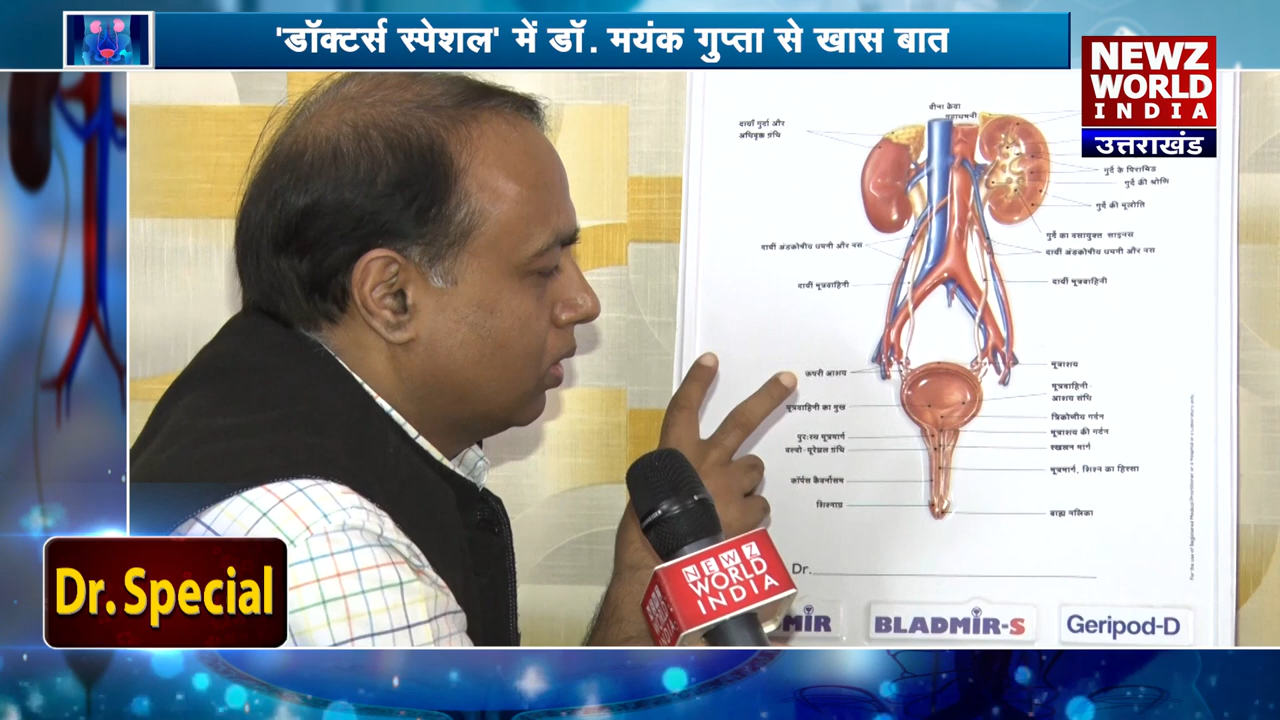 'डॉक्टर्स स्पेशल' में डॉ. मयंक गुप्ता से खास बात
NEWZ
WORLD
INDIA
उत्तराखंड
वीना केवा
दायाँ गुर्दा और
अधिवृक्क ग्रंथि
गुर्दे के पिरामिड
गुर्दे की श्रोणि
गुर्दे की
गुर्दे का वसायुक्त साइनस
दायीं अंडकोषीय धमनी और नस
दायीं अंडकोषीय धमनी और नस
दायीं मूत्रवाहिनी
दायीं मूत्रवाहिनी
मूत्राशय
ऊपरी आशय
मूत्रवाहिनी
आशय संधि
मूत्रवाहिनी का मुख
त्रिकोणीय गर्दन
मूत्राशय की गर्दन
पुरःस्थ मूत्रमार्ग
स्खलन मार्ग
ग्रंथि
मूत्रमार्ग, शिश्न का हिस्सा
कॉर्पस कैवर्नोसम
शिश्नाग्र
बाह्य नलिका
Dr.
NEWZ
WORLD
INDIA
Dr. Special
MIR
BLADMIR-S
Geripod-D